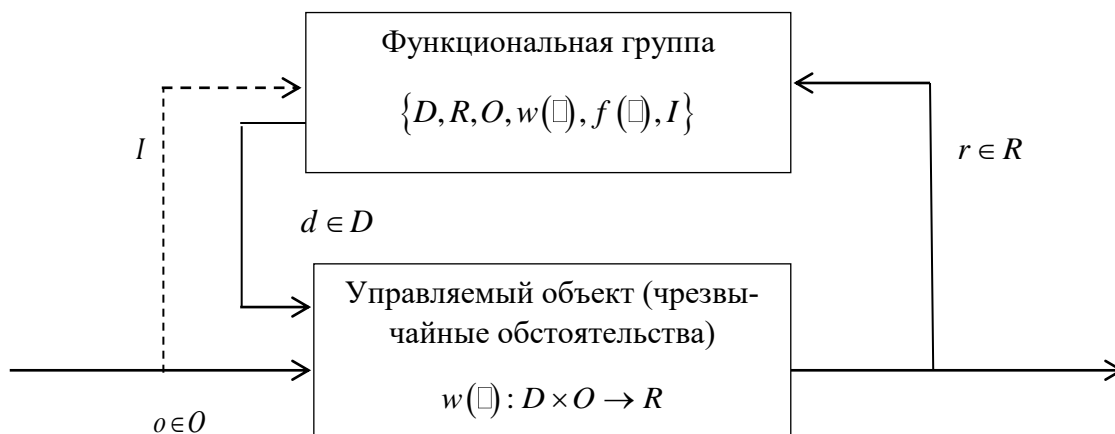 Функциональная группа
{D, R, O, w(□), f(□), I}
I
r ∈ R
d ∈ D
Управляемый объект (чрезвы-
чайные обстоятельства)
w(□) : D × O → R
o ∈ O